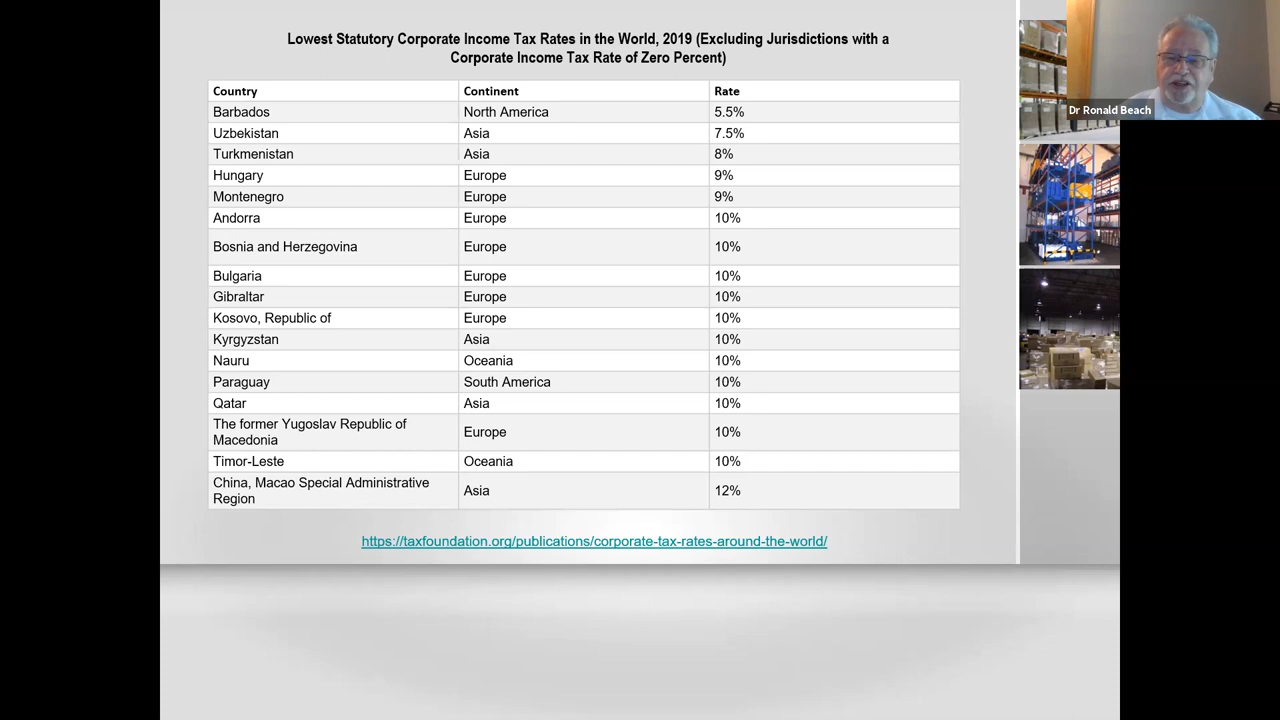 Lowest Statutory Corporate Income Tax Rates in the World, 2019 (Excluding Jurisdictions with a
Corporate Income Tax Rate of Zero Percent)
Country Continent Rate
Barbados North America 5.5%
Uzbekistan Asia 7.5%
Turkmenistan Asia 8%
Hungary Europe 9%
Montenegro Europe 9%
Andorra Europe 10%
Bosnia and Herzegovina Europe 10%
Bulgaria Europe 10%
Gibraltar Europe 10%
Kosovo, Republic of Europe 10%
Kyrgyzstan Asia 10%
Nauru Oceania 10%
Paraguay South America 10%
Qatar Asia 10%
The former Yugoslav Republic of
Macedonia Europe 10%
Timor-Leste Oceania 10%
China, Macao Special Administrative
Region Asia 12%
https://taxfoundation.org/publications/corporate-tax-rates-around-the-world/
Dr Ronald Beach